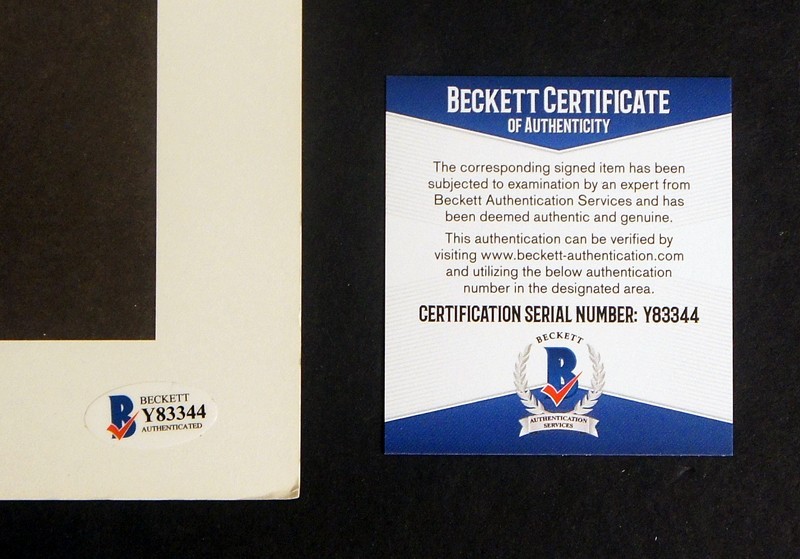 BECKETT CERTIFICATE
OF AUTHENTICITY
The corresponding signed item has been
subjected to examination by an expert from
Beckett Authentication Services and has
been deemed authentic and genuine.
This authentication can be verified by
visiting www.beckett-authentication.com
and utilizing the below authentication
number in the designated area.
CERTIFICATION SERIAL NUMBER: Y83344
BECKETT
B
AUTHENTICATION
SERVICES
B
BECKETT
Y83344
AUTHENTICATED